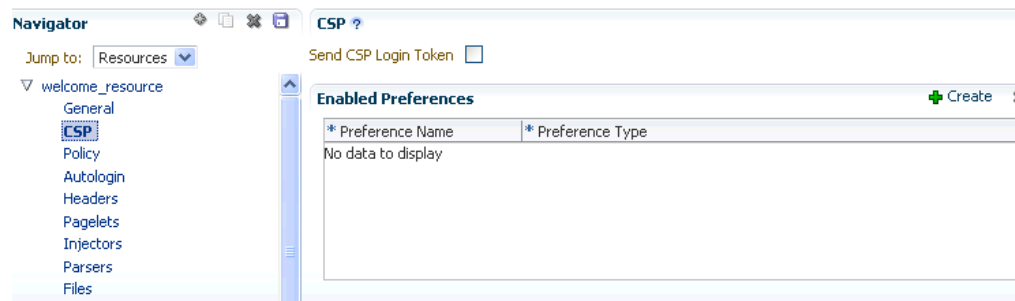 Navigator
Jump to: Resources
welcome_resource
General
CSP
Policy
Autologin
Headers
Pagelets
Injectors
Parsers
Files
CSP ?
Send CSP Login Token
Enabled Preferences
Create
* Preference Name * Preference Type
No data to display